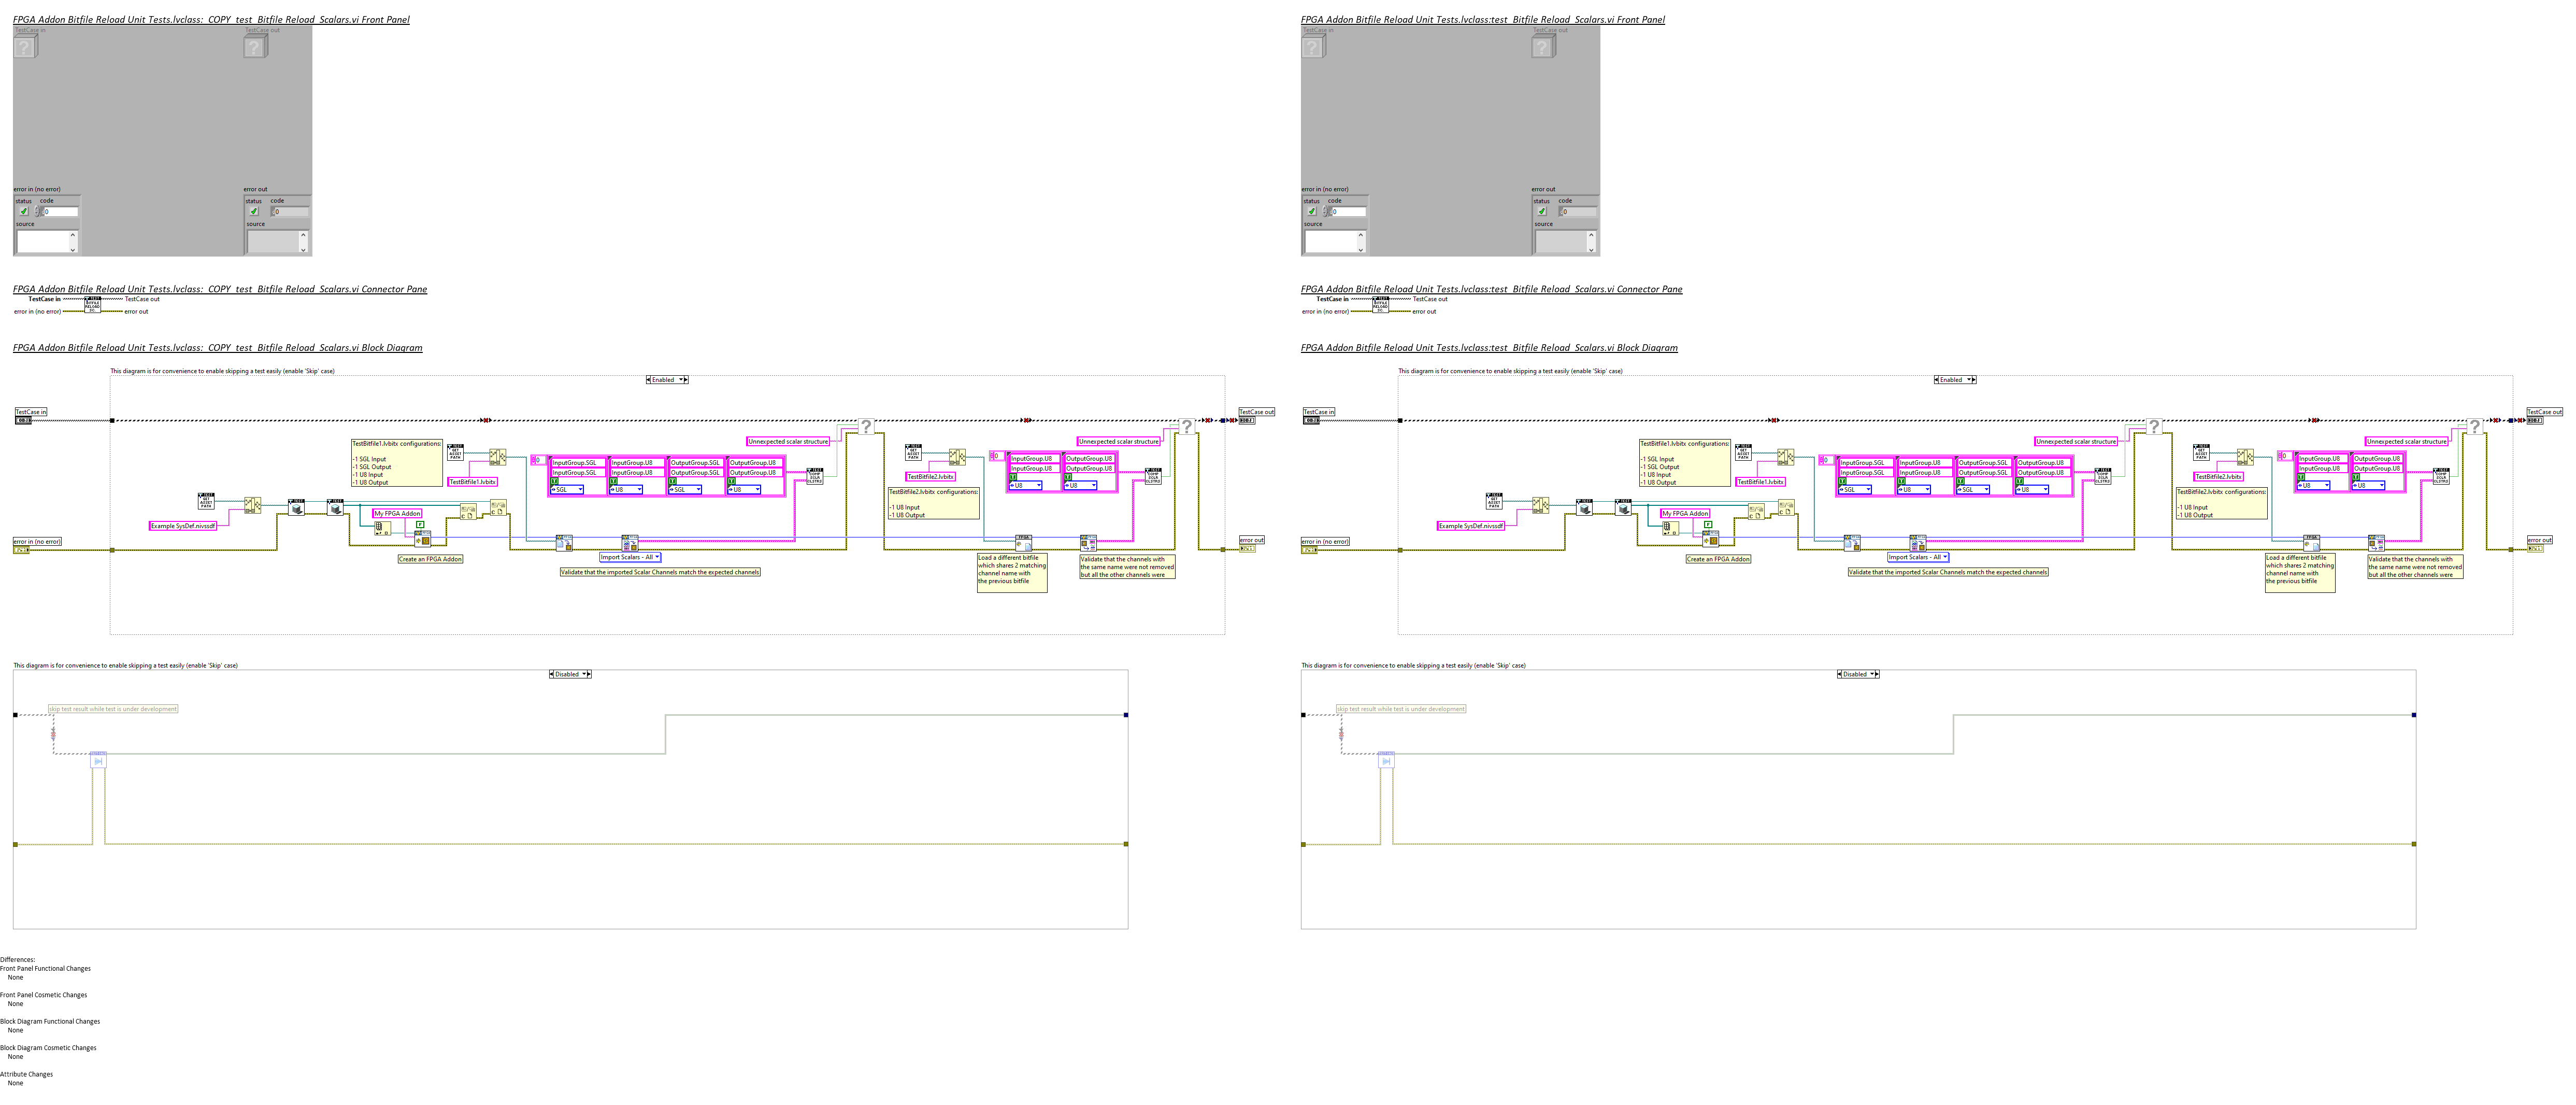 FPGA Addon Bitfile Reload Unit Tests.lvclass:_COPY_test_Bitfile Reload_Scalars.vi Front Panel
TestCase in
TestCase out
error in (no error)
error out
status code
0
source
status code
0
source
FPGA Addon Bitfile Reload Unit Tests.lvclass:_COPY_test_Bitfile Reload_Scalars.vi Connector Pane
TestCase in
TestCase out
error in (no error)
error out
FPGA Addon Bitfile Reload Unit Tests.lvclass:_COPY_test_Bitfile Reload_Scalars.vi Block Diagram
This diagram is for convenience to enable skipping a test easily (enable 'Skip' case)
Enabled
TestCase in
TestCase out
TestBitfile1.lvbitx configurations:
-1 SGL Input
-1 SGL Output
-1 U8 Input
-1 U8 Output
TEST GET ASSET PATH
TestBitfile1.lvbitx
Unnexpected scalar structure
InputGroup.SGL InputGroup.U8 OutputGroup.SGL OutputGroup.U8
InputGroup.SGL InputGroup.U8 OutputGroup.SGL OutputGroup.U8
SGL U8 SGL U8
TestBitfile2.lvbitx
TestBitfile2.lvbitx configurations:
-1 U8 Input
-1 U8 Output
Unnexpected scalar structure
InputGroup.U8 OutputGroup.U8
InputGroup.U8 OutputGroup.U8
U8 U8
Example SysDef.nivssdf
My FPGA Addon
Create an FPGA Addon
Import Scalars - All
Validate that the imported Scalar Channels match the expected channels
Load a different bitfile
which shares 2 matching
channel name with
the previous bitfile
Validate that the channels with
the same name were not removed
but all the other channels were
error in (no error)
error out
This diagram is for convenience to enable skipping a test easily (enable 'Skip' case)
Disabled
skip test result while test is under development
Differences:
Front Panel Functional Changes
None
Front Panel Cosmetic Changes
None
Block Diagram Functional Changes
None
Block Diagram Cosmetic Changes
None
Attribute Changes
None
FPGA Addon Bitfile Reload Unit Tests.lvclass:test_Bitfile Reload_Scalars.vi Front Panel
TestCase in
TestCase out
error in (no error)
error out
status code
0
source
status code
0
source
FPGA Addon Bitfile Reload Unit Tests.lvclass:test_Bitfile Reload_Scalars.vi Connector Pane
TestCase in
TestCase out
error in (no error)
error out
FPGA Addon Bitfile Reload Unit Tests.lvclass:test_Bitfile Reload_Scalars.vi Block Diagram
This diagram is for convenience to enable skipping a test easily (enable 'Skip' case)
Enabled
TestCase in
TestCase out
TestBitfile1.lvbitx configurations:
-1 SGL Input
-1 SGL Output
-1 U8 Input
-1 U8 Output
TestBitfile1.lvbitx
Unnexpected scalar structure
InputGroup.SGL InputGroup.U8 OutputGroup.SGL OutputGroup.U8
InputGroup.SGL InputGroup.U8 OutputGroup.SGL OutputGroup.U8
SGL U8 SGL U8
TestBitfile2.lvbitx
TestBitfile2.lvbitx configurations:
-1 U8 Input
-1 U8 Output
Unnexpected scalar structure
InputGroup.U8 OutputGroup.U8
InputGroup.U8 OutputGroup.U8
U8 U8
Example SysDef.nivssdf
My FPGA Addon
Create an FPGA Addon
Import Scalars - All
Validate that the imported Scalar Channels match the expected channels
Load a different bitfile
which shares 2 matching
channel name with
the previous bitfile
Validate that the channels with
the same name were not removed
but all the other channels were
error in (no error)
error out
This diagram is for convenience to enable skipping a test easily (enable 'Skip' case)
Disabled
skip test result while test is under development